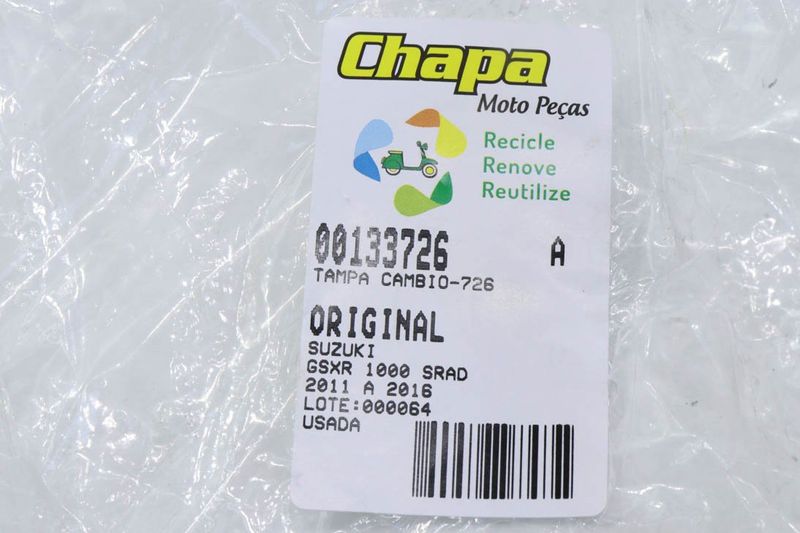 Chapa
Moto Peças
Recicle
Renove
Reutilize
00133726 A
TAMPA CAMBIO-726
ORIGINAL
SUZUKI
GSXR 1000 SRAD
2011 A 2016
LOTE:000064
USADA